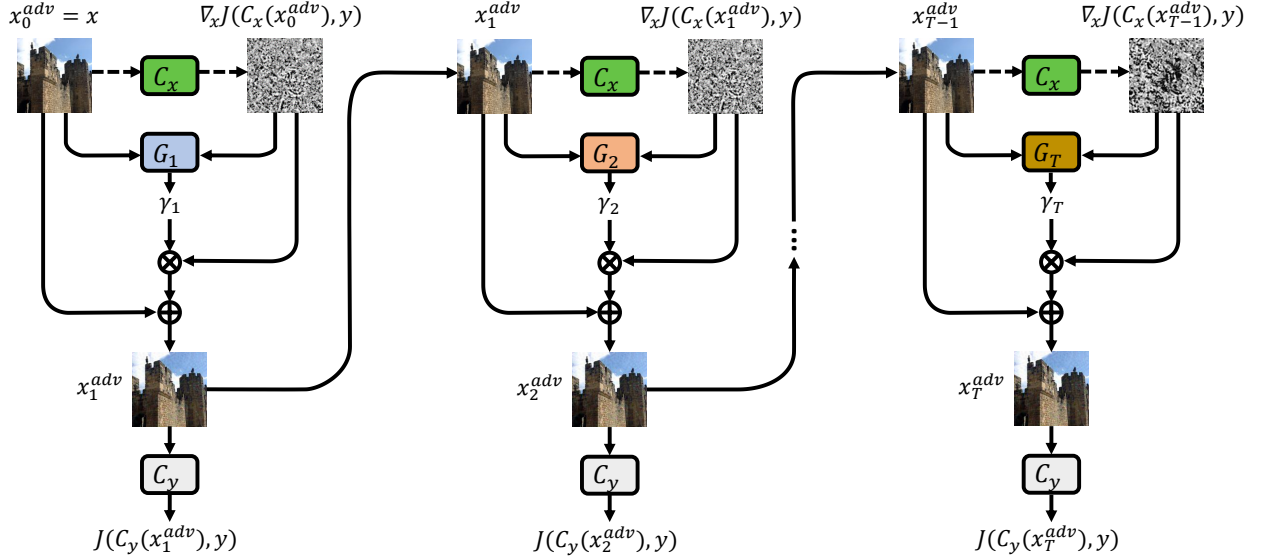 x_0^{adv} = x
∇_x J(C_x(x_0^{adv}), y)
C_x
G_1
γ_1
⊗
⊕
x_1^{adv}
C_y
J(C_y(x_1^{adv}), y)
x_1^{adv}
∇_x J(C_x(x_1^{adv}), y)
C_x
G_2
γ_2
⊗
⊕
x_2^{adv}
C_y
J(C_y(x_2^{adv}), y)
...
x_{T-1}^{adv}
∇_x J(C_x(x_{T-1}^{adv}), y)
C_x
G_T
γ_T
⊗
⊕
x_T^{adv}
C_y
J(C_y(x_T^{adv}), y)